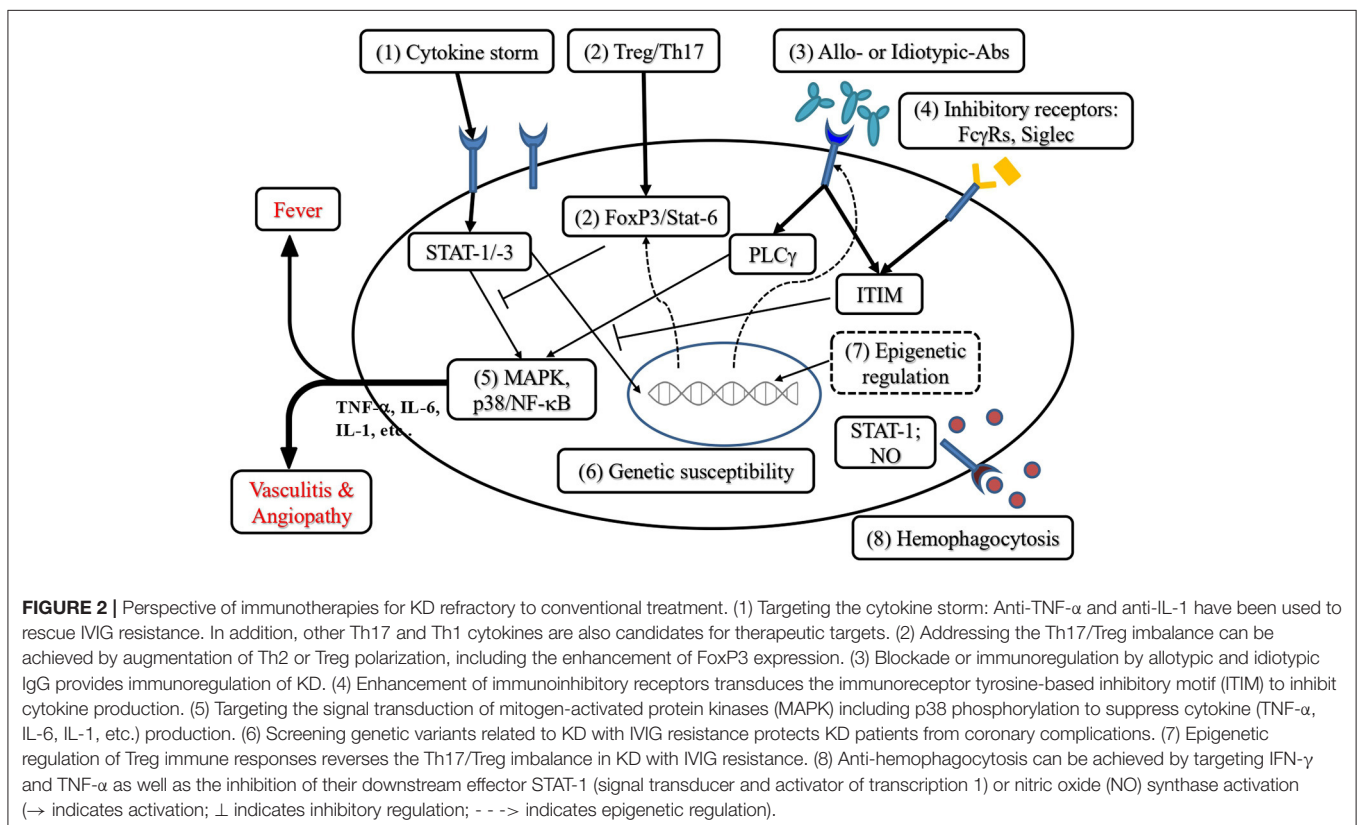 (1) Cytokine storm
(2) Treg/Th17
(3) Allo- or Idiotypic-Abs
(4) Inhibitory receptors:
FcγRs, Siglec
Fever
(2) FoxP3/Stat-6
STAT-1/-3
PLCγ
ITIM
(7) Epigenetic
regulation
(5) MAPK,
p38/NF-κB
TNF-α, IL-6,
IL-1, etc.
STAT-1;
NO
(6) Genetic susceptibility
Vasculitis &
Angiopathy
(8) Hemophagocytosis
FIGURE 2 | Perspective of immunotherapies for KD refractory to conventional treatment. (1) Targeting the cytokine storm: Anti-TNF-α and anti-IL-1 have been used to
rescue IVIG resistance. In addition, other Th17 and Th1 cytokines are also candidates for therapeutic targets. (2) Addressing the Th17/Treg imbalance can be
achieved by augmentation of Th2 or Treg polarization, including the enhancement of FoxP3 expression. (3) Blockade or immunoregulation by allotypic and idiotypic
IgG provides immunoregulation of KD. (4) Enhancement of immunoinhibitory receptors transduces the immunoreceptor tyrosine-based inhibitory motif (ITIM) to inhibit
cytokine production. (5) Targeting the signal transduction of mitogen-activated protein kinases (MAPK) including p38 phosphorylation to suppress cytokine (TNF-α,
IL-6, IL-1, etc.) production. (6) Screening genetic variants related to KD with IVIG resistance protects KD patients from coronary complications. (7) Epigenetic
regulation of Treg immune responses reverses the Th17/Treg imbalance in KD with IVIG resistance. (8) Anti-hemophagocytosis can be achieved by targeting IFN-γ
and TNF-α as well as the inhibition of their downstream effector STAT-1 (signal transducer and activator of transcription 1) or nitric oxide (NO) synthase activation
(→ indicates activation; ⊥ indicates inhibitory regulation; - - -> indicates epigenetic regulation).